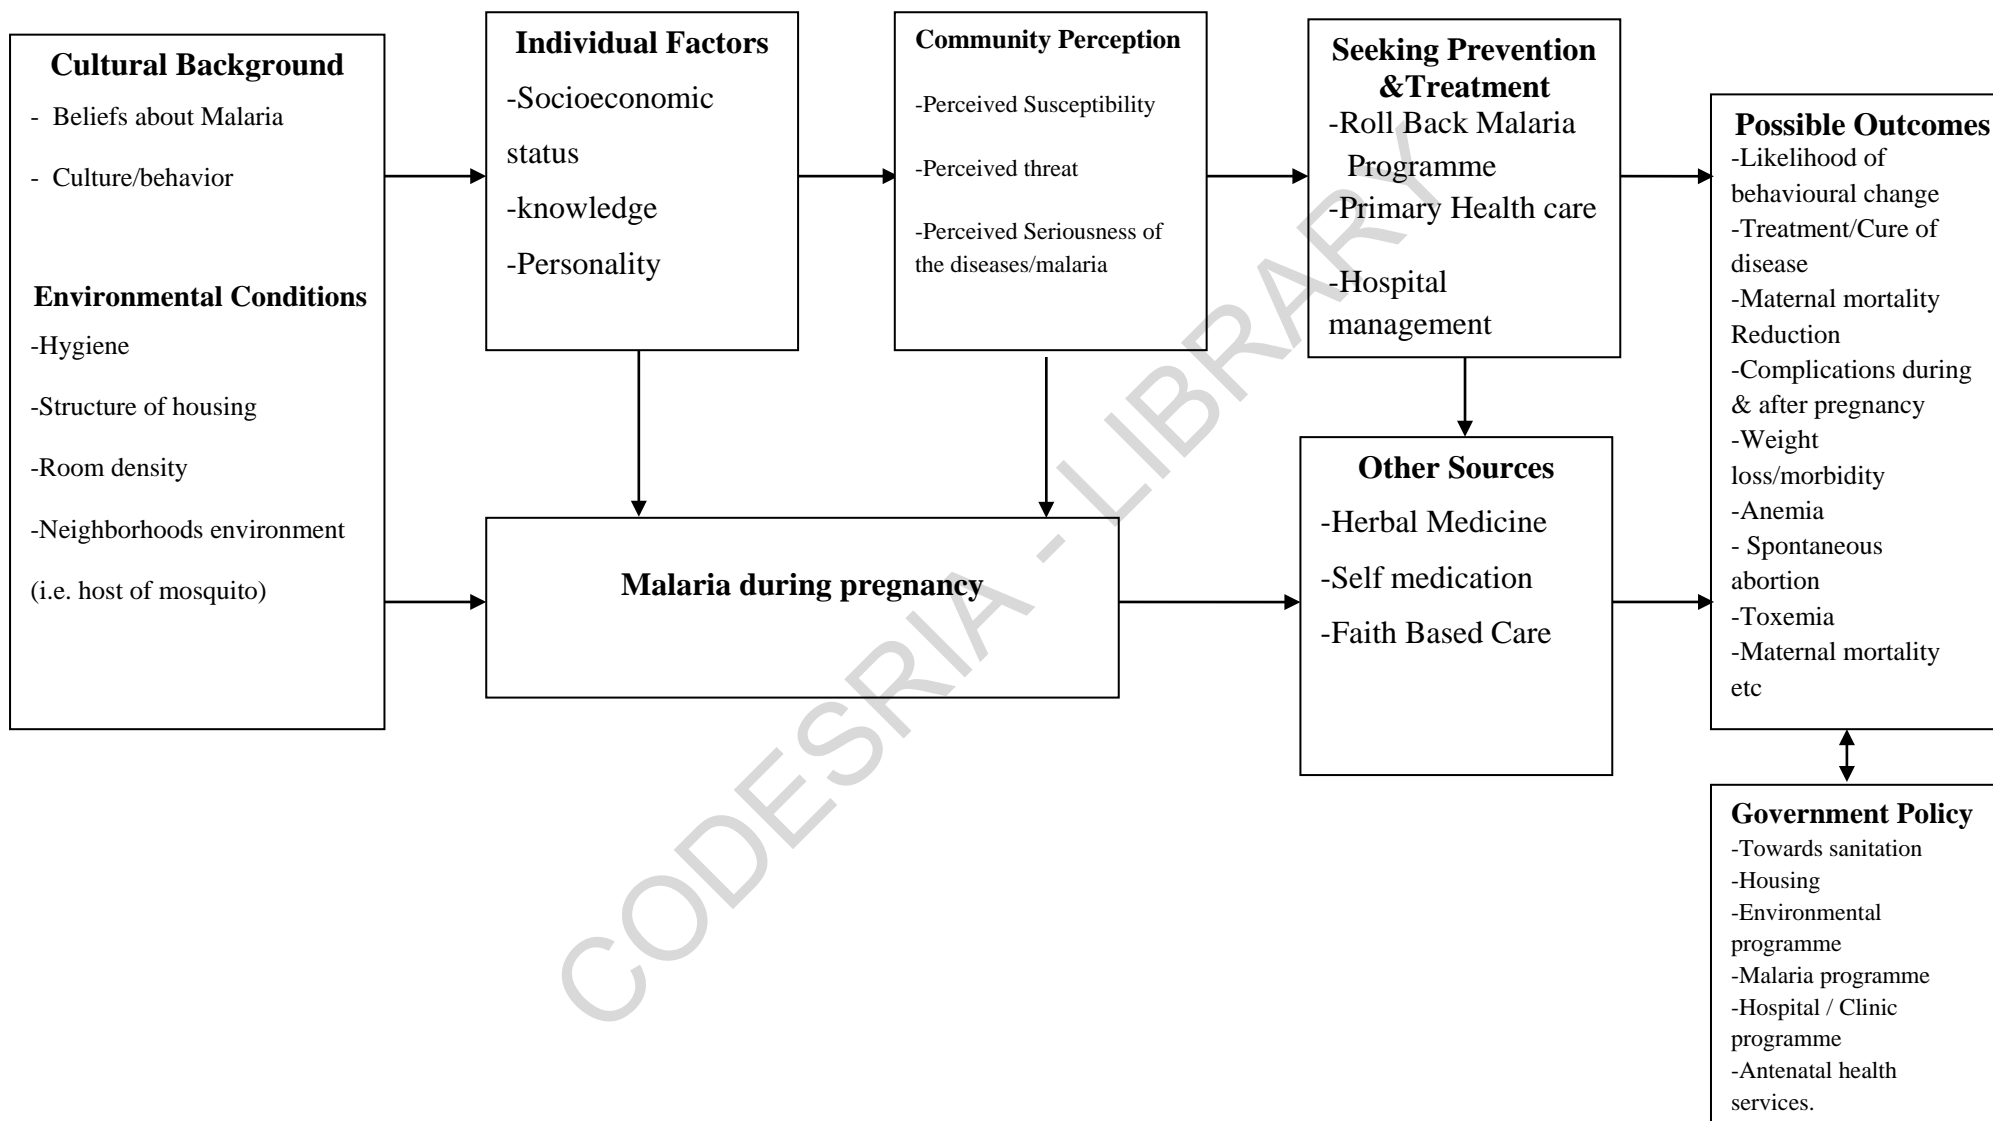 Cultural Background
- Beliefs about Malaria
- Culture/behavior
Environmental Conditions
-Hygiene
-Structure of housing
-Room density
-Neighborhoods environment
(i.e. host of mosquito)
Individual Factors
-Socioeconomic
status
-knowledge
-Personality
Community Perception
-Perceived Susceptibility
-Perceived threat
-Perceived Seriousness of
the diseases/malaria
Seeking Prevention
&Treatment
-Roll Back Malaria
Programme
-Primary Health care
-Hospital
management
Malaria during pregnancy
Other Sources
-Herbal Medicine
-Self medication
-Faith Based Care
Possible Outcomes
-Likelihood of
behavioural change
-Treatment/Cure of
disease
-Maternal mortality
Reduction
-Complications during
& after pregnancy
-Weight
loss/morbidity
-Anemia
- Spontaneous
abortion
-Toxemia
-Maternal mortality
etc
Government Policy
-Towards sanitation
-Housing
-Environmental
programme
-Malaria programme
-Hospital / Clinic
programme
-Antenatal health
services.
CODESRIA - LIBRARY